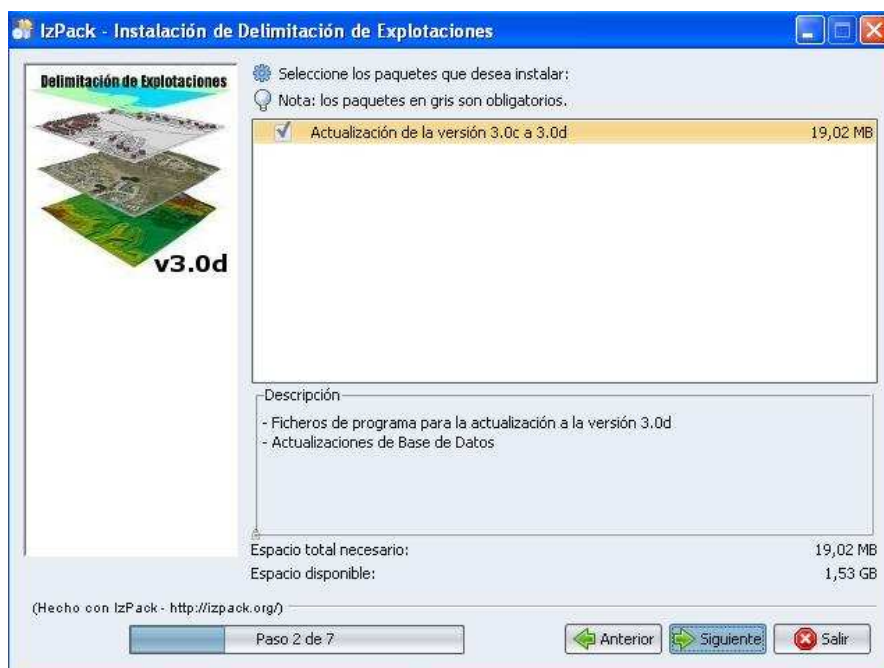 IzPack - Instalación de Delimitación de Explotaciones
Delimitación de Explotaciones
v3.0d
Seleccione los paquetes que desea instalar:
Nota: los paquetes en gris son obligatorios.
Actualización de la versión 3.0c a 3.0d 19,02 MB
Descripción
- Ficheros de programa para la actualización a la versión 3.0d
- Actualizaciones de Base de Datos
Espacio total necesario: 19,02 MB
Espacio disponible: 1,53 GB
(Hecho con IzPack - http://izpack.org/)
Paso 2 de 7
Anterior
Siguiente
Salir